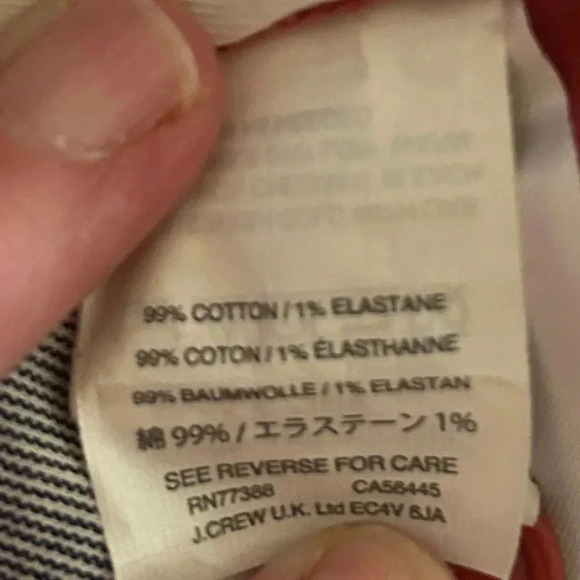 99% COTTON / 1% ELASTANE
99% COTON / 1% ÉLASTHANNE
99% BAUMWOLLE / 1% ELASTAN
綿 99% / エラステーン 1%
SEE REVERSE FOR CARE
RN77388 CA56445
J.CREW U.K. Ltd EC4V 6JA